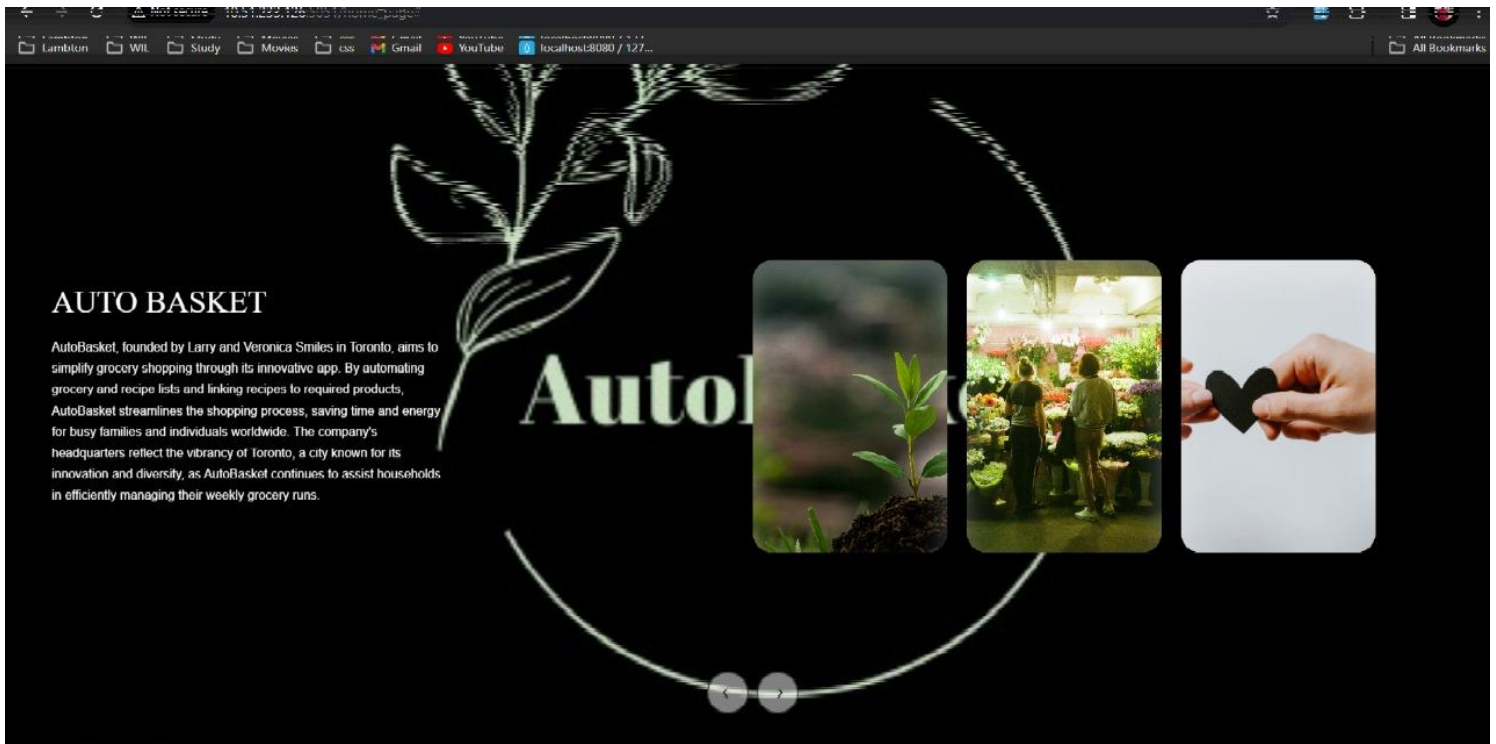 Not secure
Lambton WIL Study Movies css Gmail YouTube localhost:8080 / 127... All Bookmarks
AUTO BASKET
AutoBasket, founded by Larry and Veronica Smiles in Toronto, aims to
simplify grocery shopping through its innovative app. By automating
grocery and recipe lists and linking recipes to required products,
AutoBasket streamlines the shopping process, saving time and energy
for busy families and individuals worldwide. The company's
headquarters reflect the vibrancy of Toronto, a city known for its
innovation and diversity, as AutoBasket continues to assist households
in efficiently managing their weekly grocery runs.